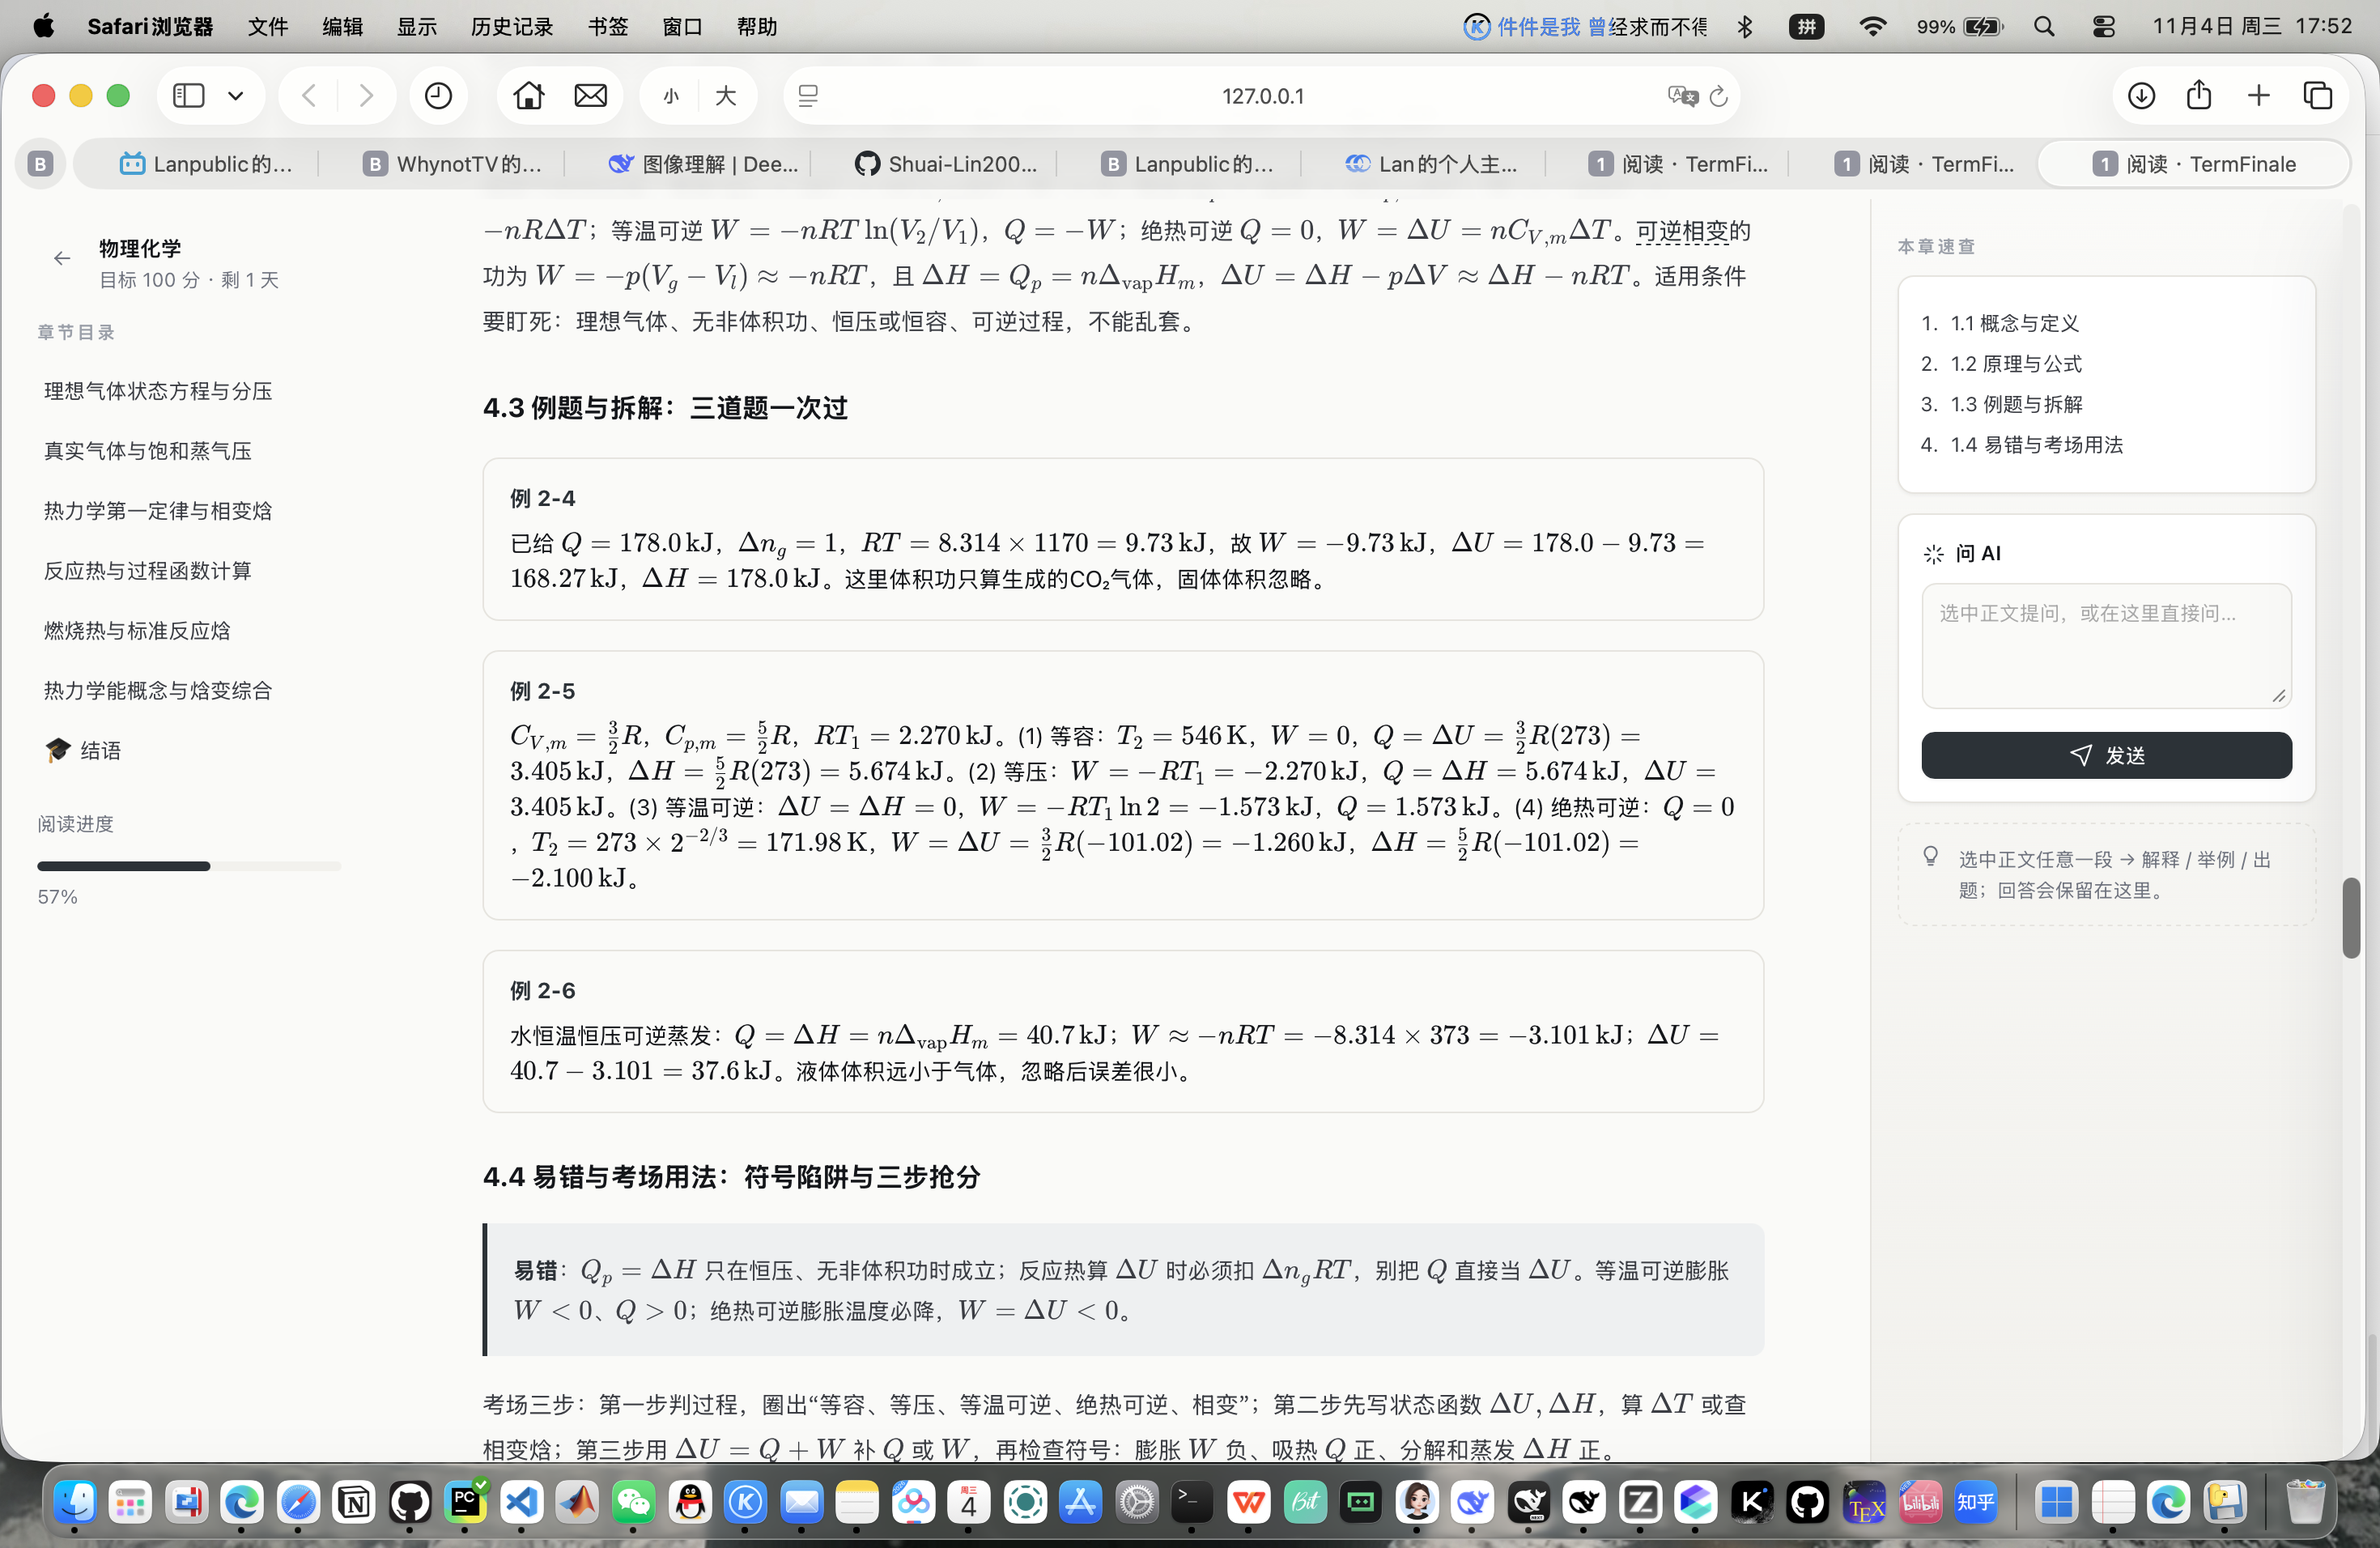 Safari浏览器 文件 编辑 显示 历史记录 书签 窗口 帮助
件件是我 曾经求而不得 拼 99% 11月4日 周三 17:52
小 大 127.0.0.1
B Lanpublic的... B WhynotTV的... 图像理解 | Dee... Shuai-Lin200... B Lanpublic的... Lan的个人主... 1 阅读 · TermFi... 1 阅读 · TermFi... 1 阅读 · TermFinale
物理化学
目标 100 分 · 剩 1 天
章节目录
理想气体状态方程与分压
真实气体与饱和蒸气压
热力学第一定律与相变焓
反应热与过程函数计算
燃烧热与标准反应焓
热力学能概念与焓变综合
🎓 结语
阅读进度
57%
−nRΔT；等温可逆 W = −nRT ln(V₂/V₁)，Q = −W；绝热可逆 Q = 0，W = ΔU = nC_{V,m}ΔT。可逆相变的
功为 W = −p(V_g − V_l) ≈ −nRT，且 ΔH = Q_p = nΔ_{vap}H_m，ΔU = ΔH − pΔV ≈ ΔH − nRT。适用条件
要盯死：理想气体、无非体积功、恒压或恒容、可逆过程，不能乱套。
4.3 例题与拆解：三道题一次过
例 2-4
已给 Q = 178.0 kJ，Δn_g = 1，RT = 8.314 × 1170 = 9.73 kJ，故 W = −9.73 kJ，ΔU = 178.0 − 9.73 =
168.27 kJ，ΔH = 178.0 kJ。这里体积功只算生成的CO₂气体，固体体积忽略。
例 2-5
C_{V,m} = 3/2 R，C_{p,m} = 5/2 R，RT₁ = 2.270 kJ。(1) 等容：T₂ = 546 K，W = 0，Q = ΔU = 3/2 R(273) =
3.405 kJ，ΔH = 5/2 R(273) = 5.674 kJ。(2) 等压：W = −RT₁ = −2.270 kJ，Q = ΔH = 5.674 kJ，ΔU =
3.405 kJ。(3) 等温可逆：ΔU = ΔH = 0，W = −RT₁ ln 2 = −1.573 kJ，Q = 1.573 kJ。(4) 绝热可逆：Q = 0
，T₂ = 273 × 2^{−2/3} = 171.98 K，W = ΔU = 3/2 R(−101.02) = −1.260 kJ，ΔH = 5/2 R(−101.02) =
−2.100 kJ。
例 2-6
水恒温恒压可逆蒸发：Q = ΔH = nΔ_{vap}H_m = 40.7 kJ；W ≈ −nRT = −8.314 × 373 = −3.101 kJ；ΔU =
40.7 − 3.101 = 37.6 kJ。液体体积远小于气体，忽略后误差很小。
4.4 易错与考场用法：符号陷阱与三步抢分
易错：Q_p = ΔH 只在恒压、无非体积功时成立；反应热算 ΔU 时必须扣 Δn_gRT，别把 Q 直接当 ΔU。等温可逆膨胀
W < 0、Q > 0；绝热可逆膨胀温度必降，W = ΔU < 0。
考场三步：第一步判过程，圈出“等容、等压、等温可逆、绝热可逆、相变”；第二步先写状态函数 ΔU, ΔH，算 ΔT 或查
相变焓；第三步用 ΔU = Q + W 补 Q 或 W，再检查符号：膨胀 W 负、吸热 Q 正、分解和蒸发 ΔH 正。
本章速查
1. 1.1 概念与定义
2. 1.2 原理与公式
3. 1.3 例题与拆解
4. 1.4 易错与考场用法
问 AI
选中正文提问，或在这里直接问...
发送
选中正文任意一段 → 解释 / 举例 / 出
题；回答会保留在这里。
PC 周三 4 Bit Z K TEX bilibili 知乎